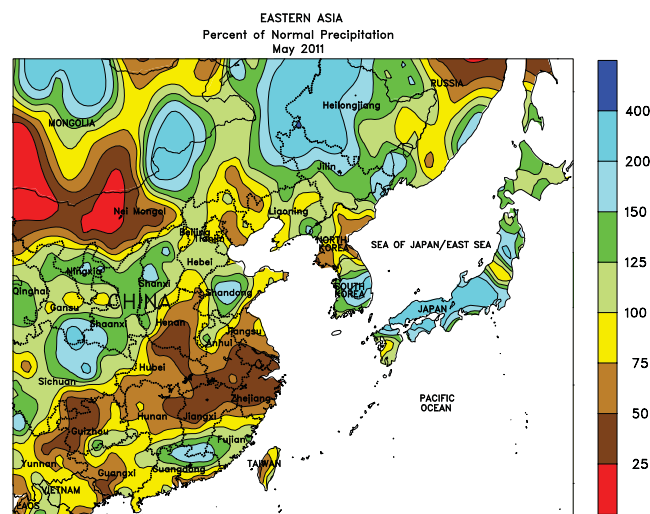 EASTERN ASIA
Percent of Normal Precipitation
May 2011
RUSSIA
Heilongjiang
MONGOLIA
Jilin
Nei Mongol
Liaoning
Beijing
Tianjin
NORTH
KOREA
SEA OF JAPAN/EAST SEA
Hebei
Ningxia
Shanxi
Qinghai
CHINA
Shandong
SOUTH
KOREA
Gansu
JAPAN
Shaanxi
Henan
Jiangsu
Anhui
Hubei
Sichuan
Zhejiang
PACIFIC
OCEAN
Hunan
Jiangxi
Guizhou
Fujian
Yunnan
Guangxi
Guangdong
TAIWAN
VIETNAM
LAOS
400
200
150
125
100
75
50
25